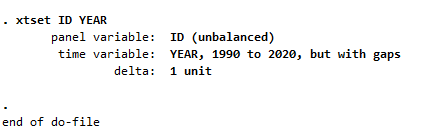 . xtset ID YEAR
panel variable: ID (unbalanced)
time variable: YEAR, 1990 to 2020, but with gaps
delta: 1 unit
.
end of do-file